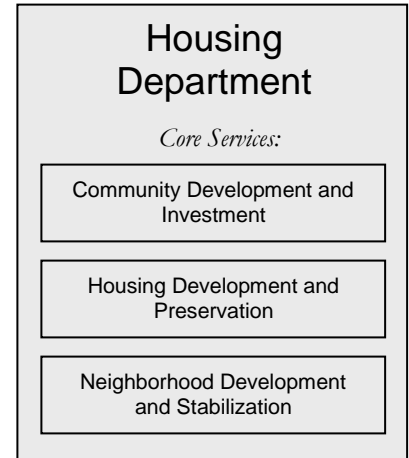 Housing
Department
Core Services:
Community Development and
Investment
Housing Development and
Preservation
Neighborhood Development
and Stabilization